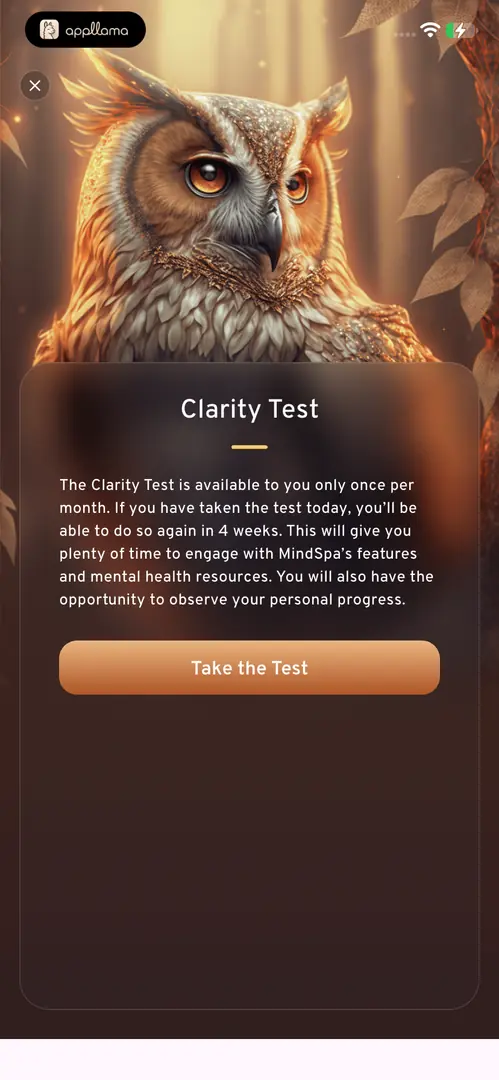 appllama
Clarity Test
The Clarity Test is available to you only once per
month. If you have taken the test today, you’ll be
able to do so again in 4 weeks. This will give you
plenty of time to engage with MindSpa’s features
and mental health resources. You will also have the
opportunity to observe your personal progress.
Take the Test